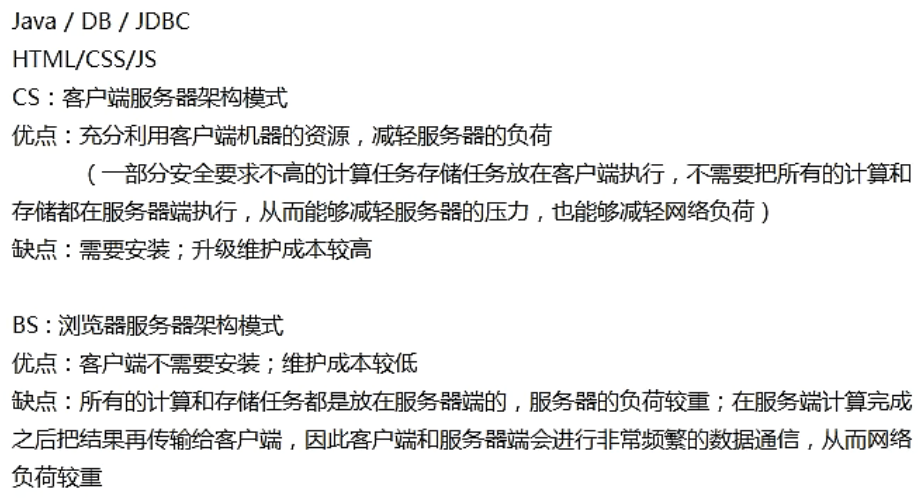 Java / DB / JDBC
HTML/CSS/JS
CS：客户端服务器架构模式
优点：充分利用客户端机器的资源，减轻服务器的负荷
（一部分安全要求不高的计算任务存储任务放在客户端执行，不需要把所有的计算和
存储都在服务器端执行，从而能够减轻服务器的压力，也能够减轻网络负荷）
缺点：需要安装；升级维护成本较高
BS：浏览器服务器架构模式
优点：客户端不需要安装；维护成本较低
缺点：所有的计算和存储任务都是放在服务器端的，服务器的负荷较重；在服务端计算完成
之后把结果再传输给客户端，因此客户端和服务器端会进行非常频繁的数据通信，从而网络
负荷较重